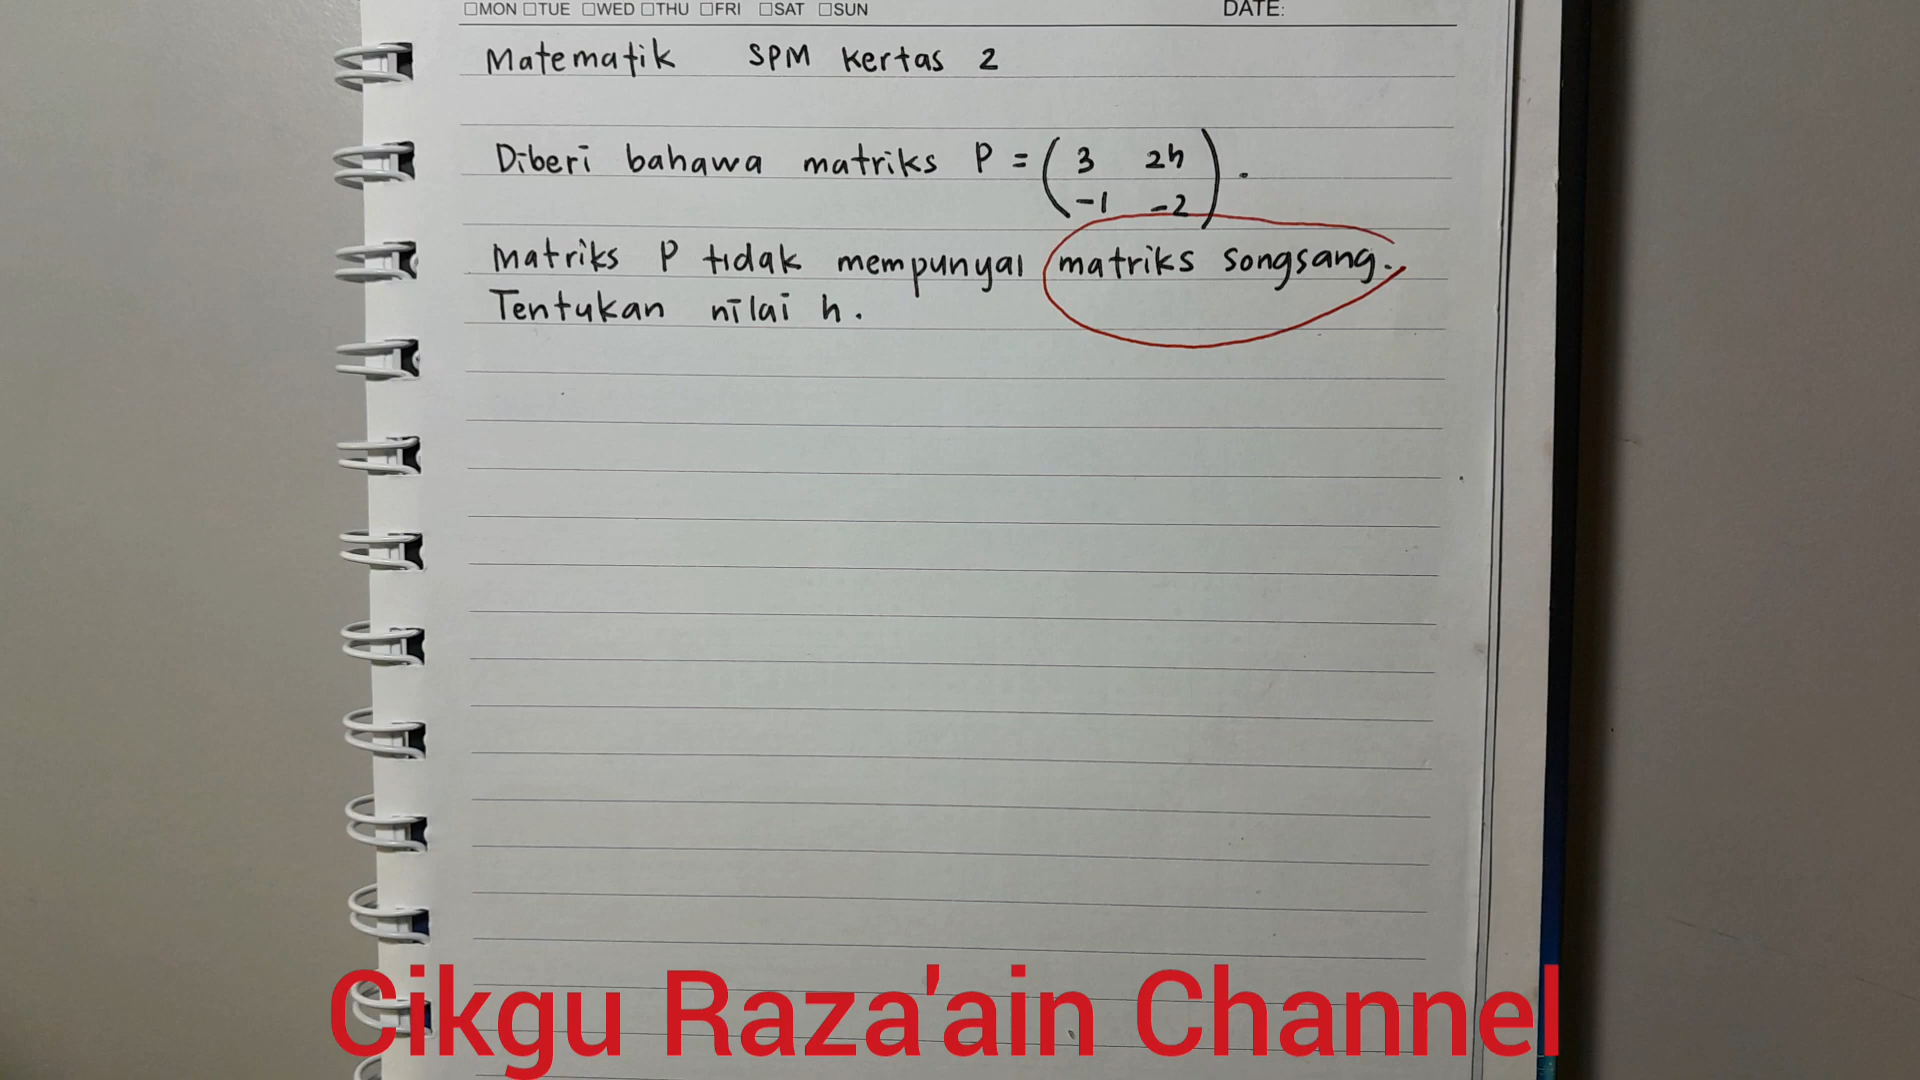 ☐MON ☐TUE ☐WED ☐THU ☐FRI ☐SAT ☐SUN DATE:
Matematik SPM Kertas 2
Diberi bahawa matriks P = ( 3 2h
-1 -2 ) .
Matriks P tidak mempunyai matriks songsang.
Tentukan nilai h.
Cikgu Raza'ain Channel